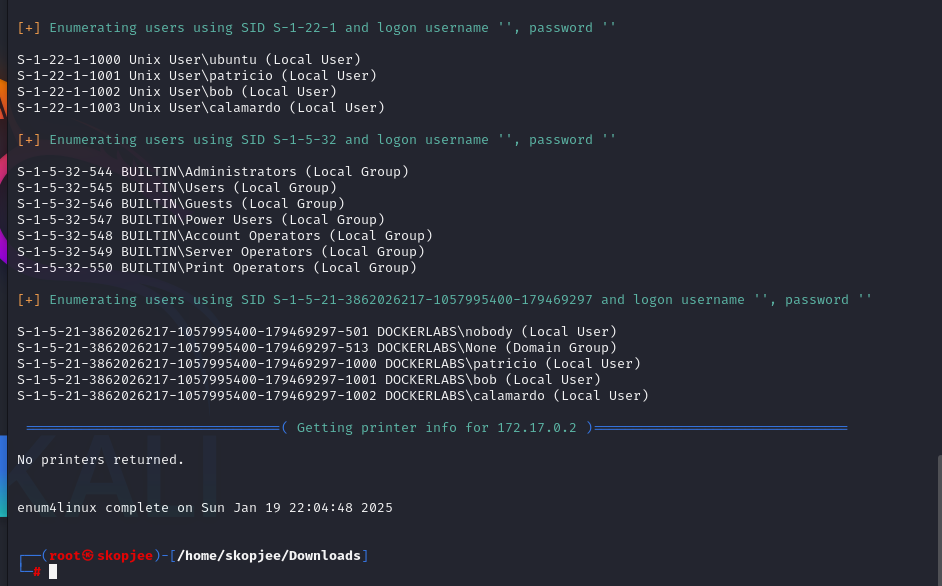 [+] Enumerating users using SID S-1-22-1 and logon username '', password ''
S-1-22-1-1000 Unix User\ubuntu (Local User)
S-1-22-1-1001 Unix User\patricio (Local User)
S-1-22-1-1002 Unix User\bob (Local User)
S-1-22-1-1003 Unix User\calamardo (Local User)
[+] Enumerating users using SID S-1-5-32 and logon username '', password ''
S-1-5-32-544 BUILTIN\Administrators (Local Group)
S-1-5-32-545 BUILTIN\Users (Local Group)
S-1-5-32-546 BUILTIN\Guests (Local Group)
S-1-5-32-547 BUILTIN\Power Users (Local Group)
S-1-5-32-548 BUILTIN\Account Operators (Local Group)
S-1-5-32-549 BUILTIN\Server Operators (Local Group)
S-1-5-32-550 BUILTIN\Print Operators (Local Group)
[+] Enumerating users using SID S-1-5-21-3862026217-1057995400-179469297 and logon username '', password ''
S-1-5-21-3862026217-1057995400-179469297-501 DOCKERLABS\nobody (Local User)
S-1-5-21-3862026217-1057995400-179469297-513 DOCKERLABS\None (Domain Group)
S-1-5-21-3862026217-1057995400-179469297-1000 DOCKERLABS\patricio (Local User)
S-1-5-21-3862026217-1057995400-179469297-1001 DOCKERLABS\bob (Local User)
S-1-5-21-3862026217-1057995400-179469297-1002 DOCKERLABS\calamardo (Local User)
================================( Getting printer info for 172.17.0.2 )================================
No printers returned.
KALI
enum4linux complete on Sun Jan 19 22:04:48 2025
┌──(root㉿skopjee)-[/home/skopjee/Downloads]
└─#